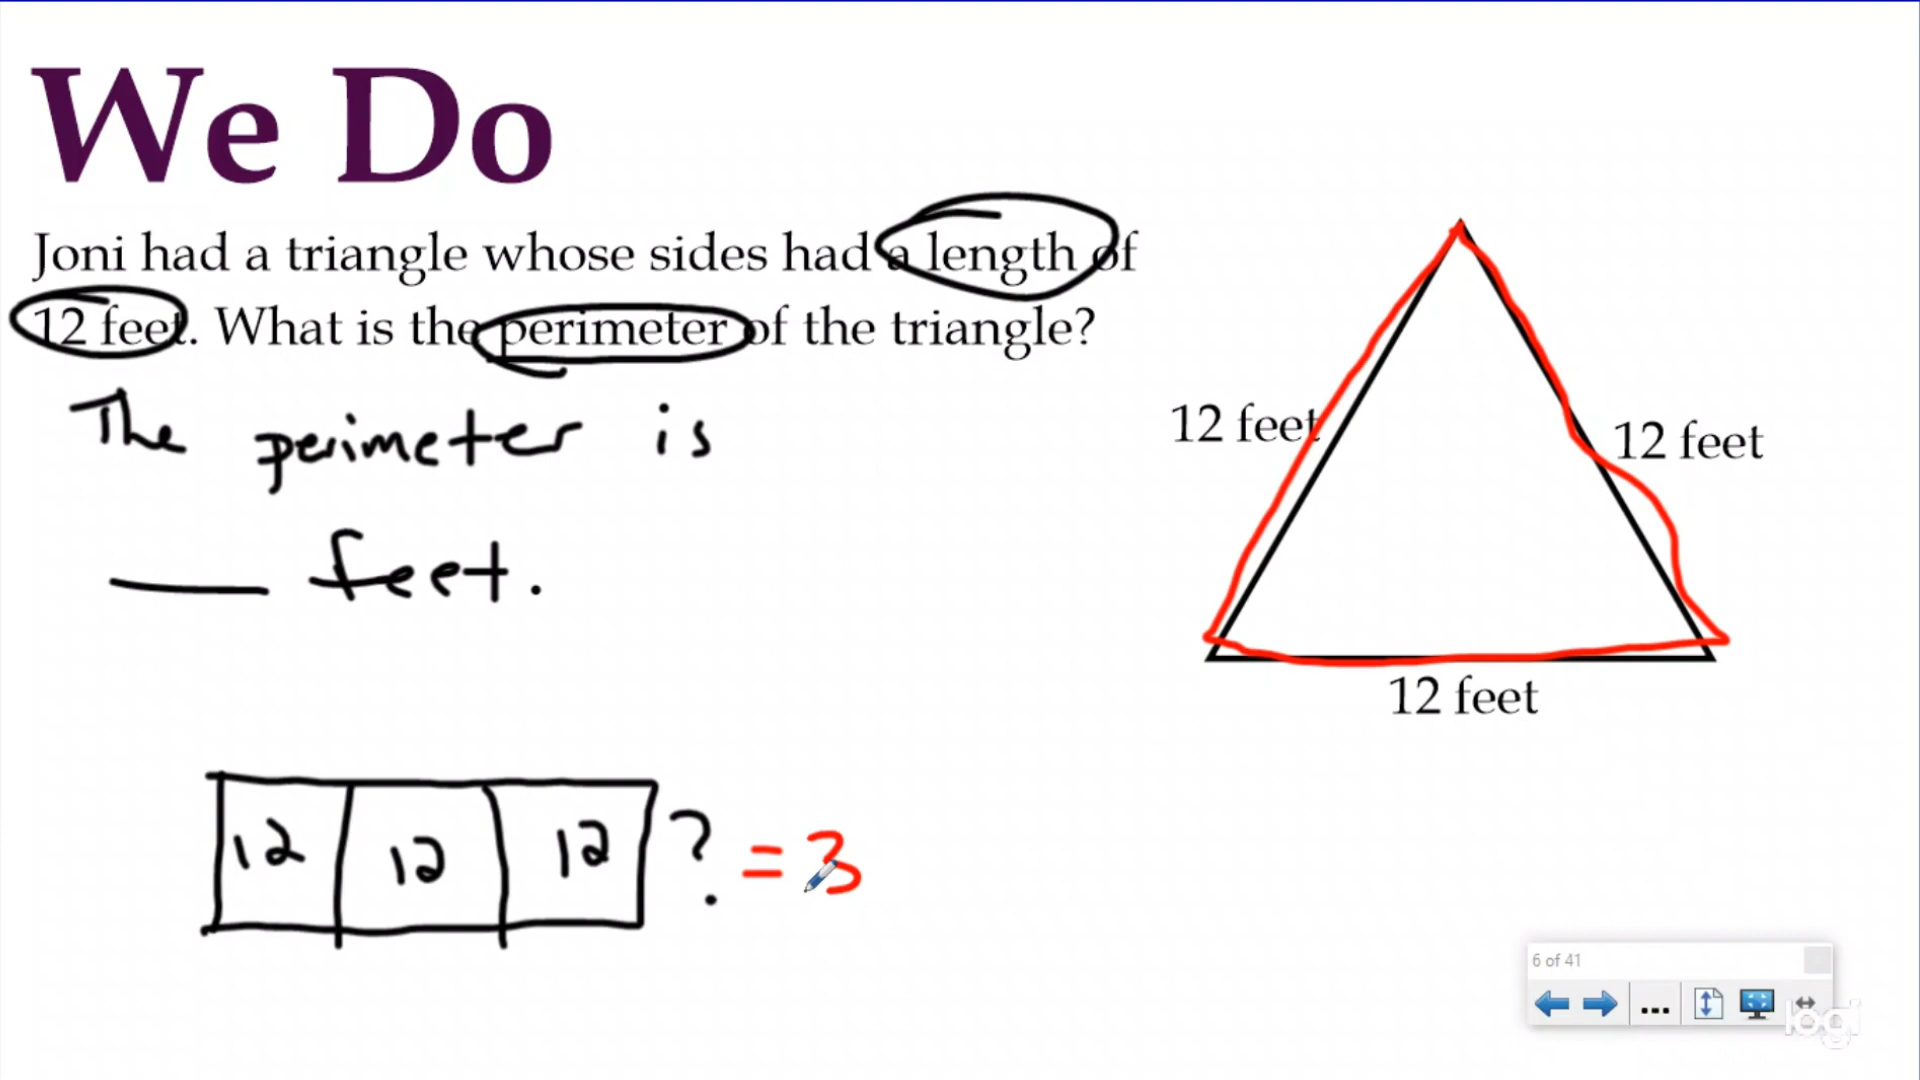 We Do
Joni had a triangle whose sides had a length of
12 feet. What is the perimeter of the triangle?
The perimeter is
___ feet.
12 feet
12 feet
12 feet
12 12 12 ? = 3
6 of 41
logi